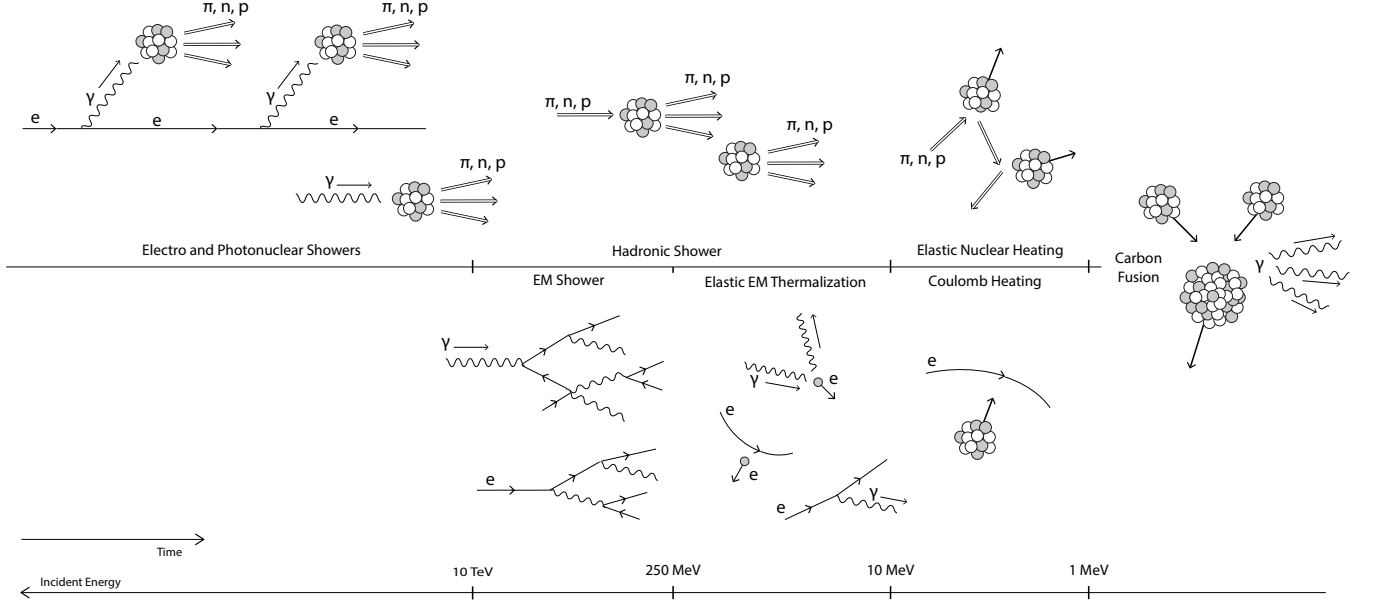 π, n, p
π, n, p
γ
γ
e
e
e
π, n, p
γ
π, n, p
π, n, p
π, n, p
π, n, p
Electro and Photonuclear Showers
Hadronic Shower
Elastic Nuclear Heating
EM Shower
Elastic EM Thermalization
Coulomb Heating
Carbon
Fusion
γ
γ
γ
e
e
e
e
e
e
γ
Time
Incident Energy
10 TeV
250 MeV
10 MeV
1 MeV